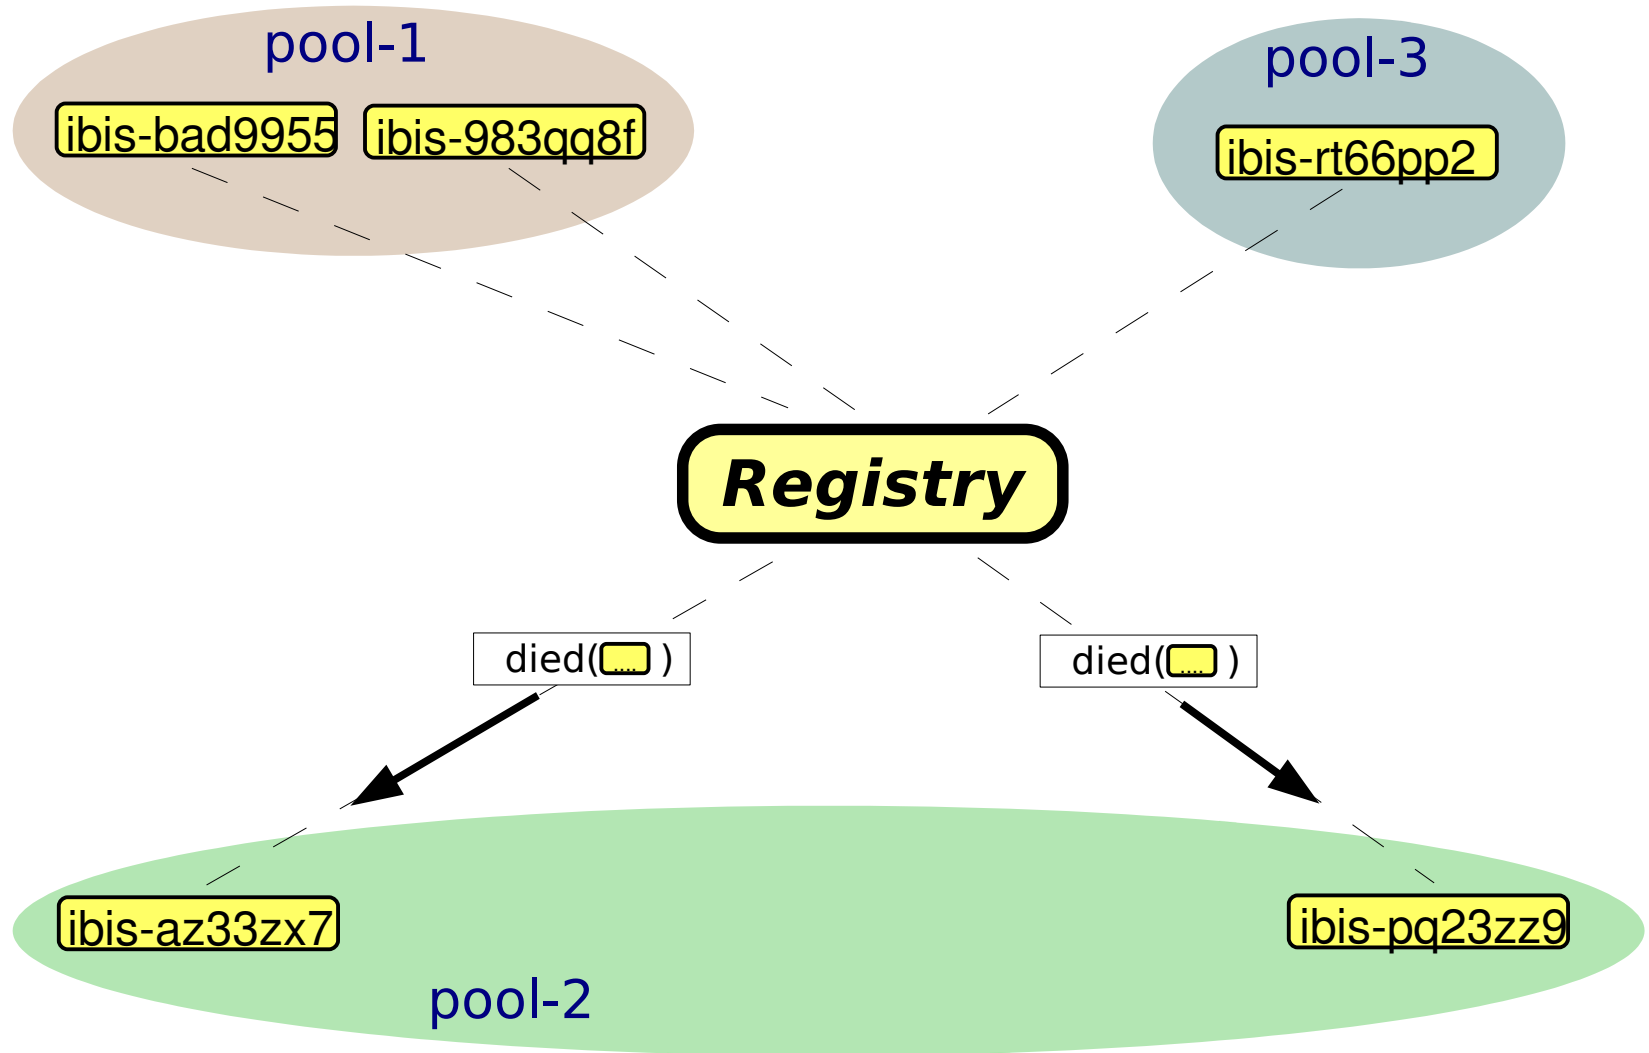 pool-1
pool-3
ibis-bad9955
ibis-983qq8f
ibis-rt66pp2
Registry
died( .... )
died( .... )
ibis-az33zx7
ibis-pq23zz9
pool-2